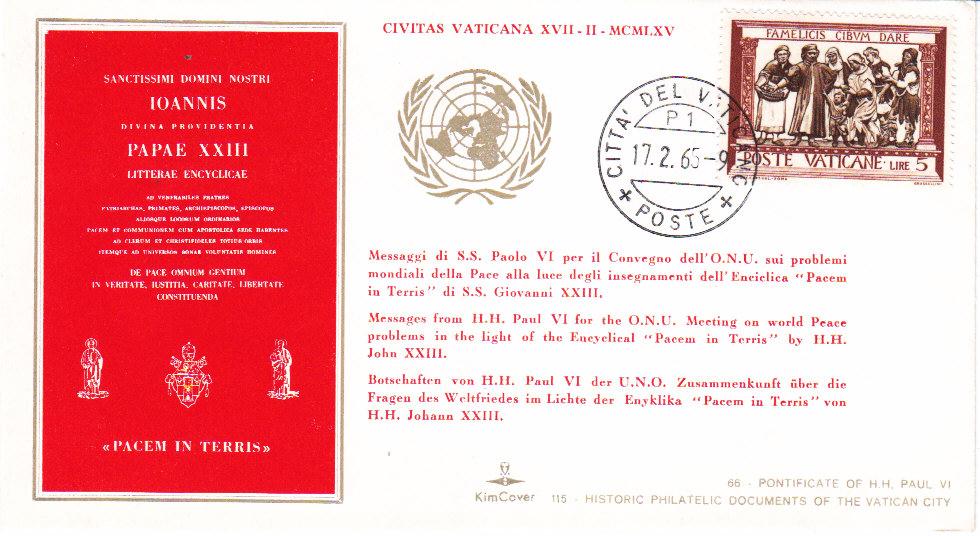 SANCTISSIMI DOMINI NOSTRI
IOANNIS
DIVINA PROVIDENTIA
PAPAE XXIII
LITTERAE ENCYCLICAE
AD VENERABILES FRATRES
PATRIARCHAS, PRIMATES, ARCHIEPISCOPOS, EPISCOPOS
ALIOSQUE LOCORUM ORDINARIOS
PACEM ET COMMUNIONEM CUM APOSTOLICA SEDE HABENTES
AD CLERUM ET CHRISTIFIDELES TOTIUS ORBIS
ITEMQUE AD UNIVERSOS BONAE VOLUNTATIS HOMINES
DE PACE OMNIUM GENTIUM
IN VERITATE, IUSTITIA, CARITATE, LIBERTATE
CONSTITUENDA
«PACEM IN TERRIS»
CIVITAS VATICANA XVII - II - MCMLXV
FAMELICIS CIBVM DARE
POSTE VATICANE LIRE 5
CITTA' DEL VATICANO
P 1
17.2.65-9
POSTE
Messaggi di S.S. Paolo VI per il Convegno dell'O.N.U. sui problemi
mondiali della Pace alla luce degli insegnamenti dell'Enciclica “Pacem
in Terris” di S.S. Giovanni XXIII.
Messages from H.H. Paul VI for the O.N.U. Meeting on world Peace
problems in the light of the Encyclical “Pacem in Terris” by H.H.
John XXIII.
Botschaften von H.H. Paul VI der U.N.O. Zusammenkunft über die
Fragen des Weltfriedes im Lichte der Enyklika “Pacem in Terris” von
H.H. Johann XXIII.
KimCover
66 - PONTIFICATE OF H.H. PAUL VI
115 - HISTORIC PHILATELIC DOCUMENTS OF THE VATICAN CITY